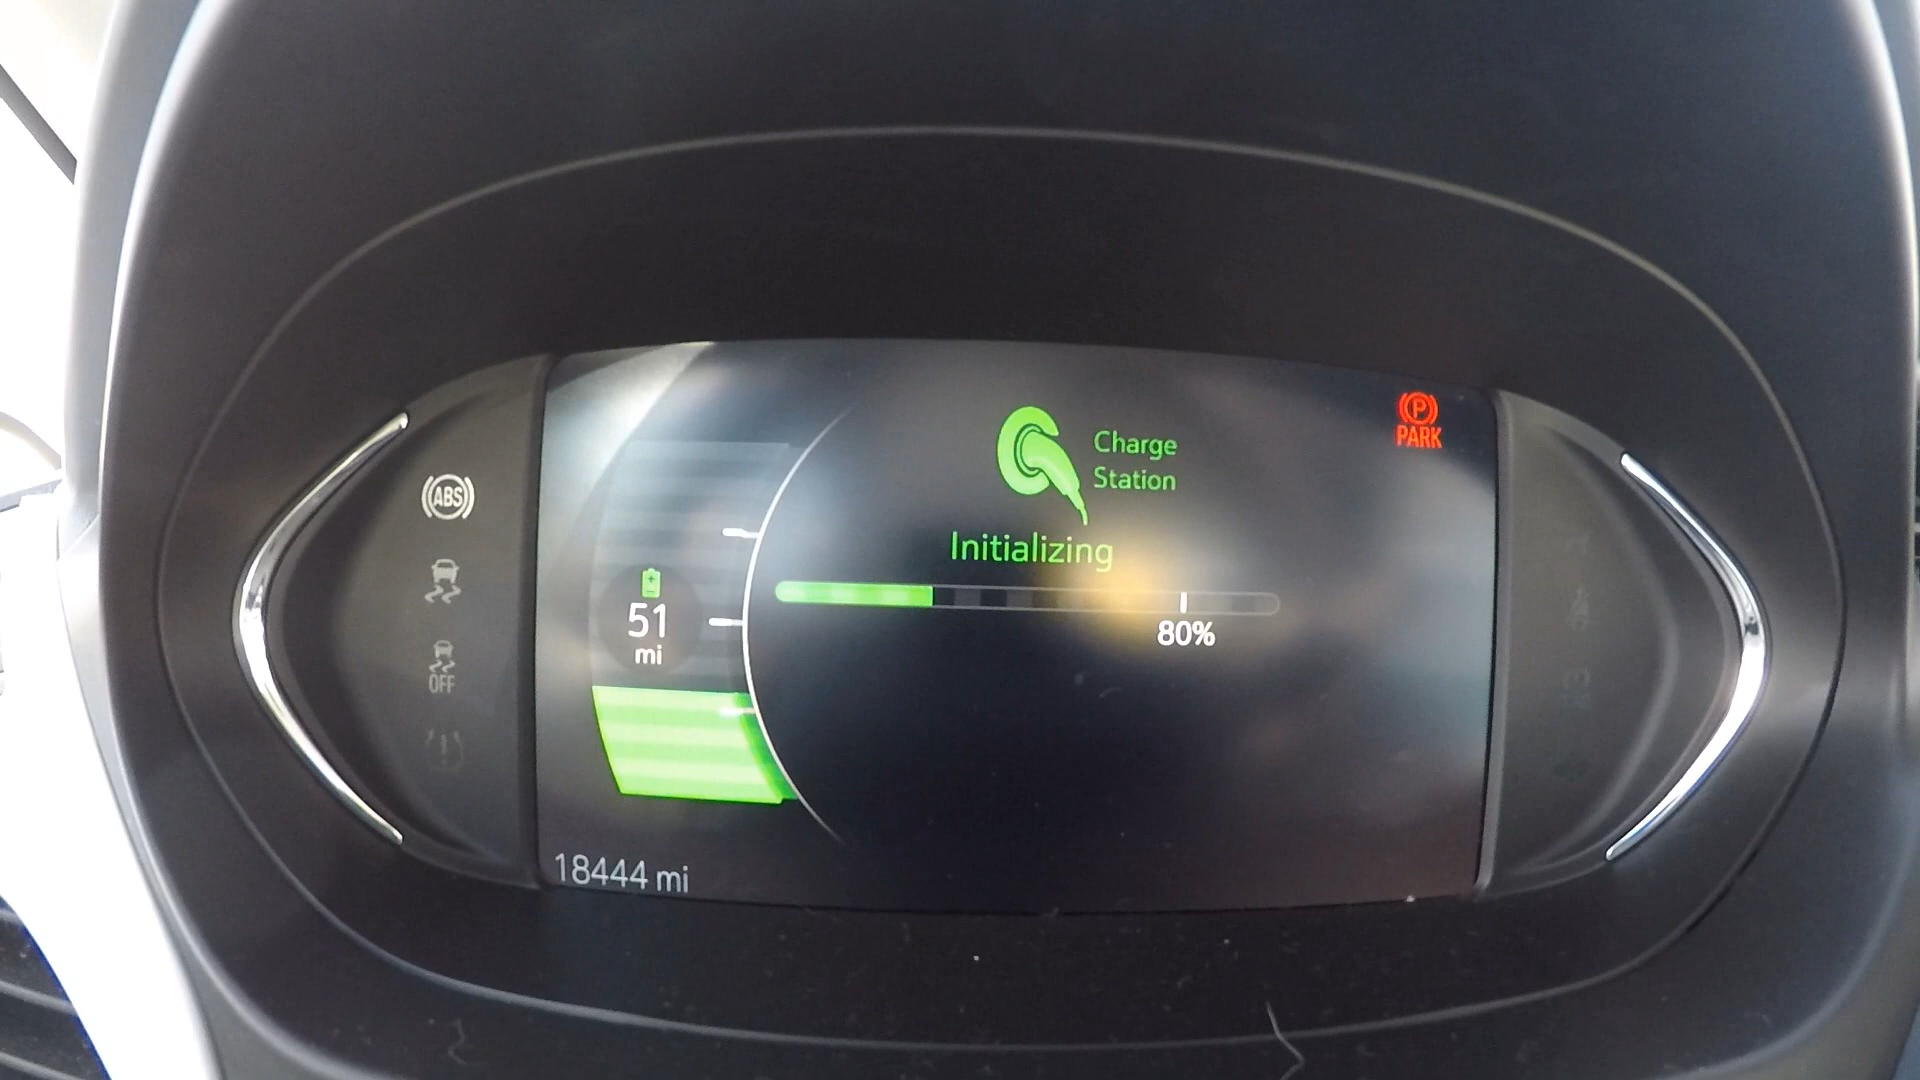 Charge
Station
P
PARK
ABS
Initializing
51
mi
80%
OFF
18444 mi